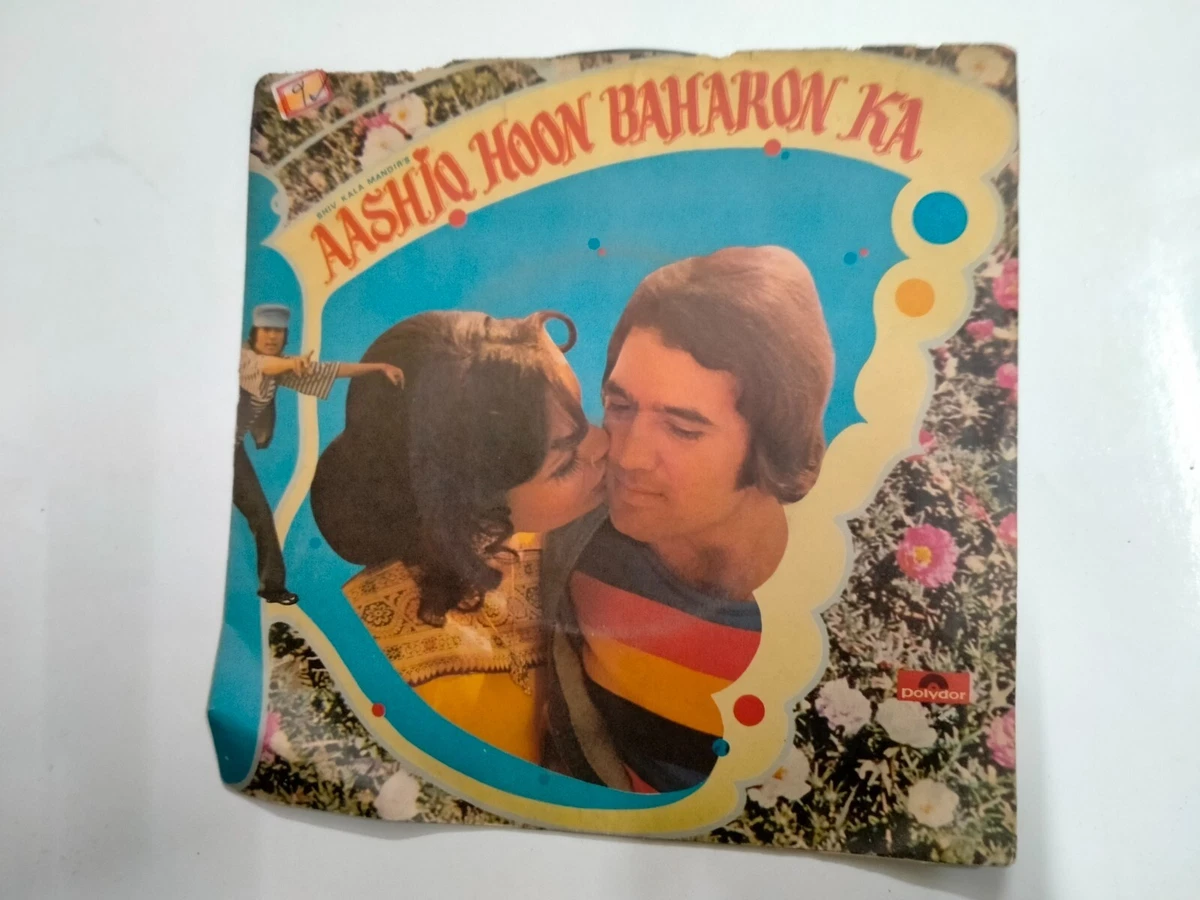 SHIV KALA MANDIR'S
AASHIQ HOON BAHARON KA
Polydor